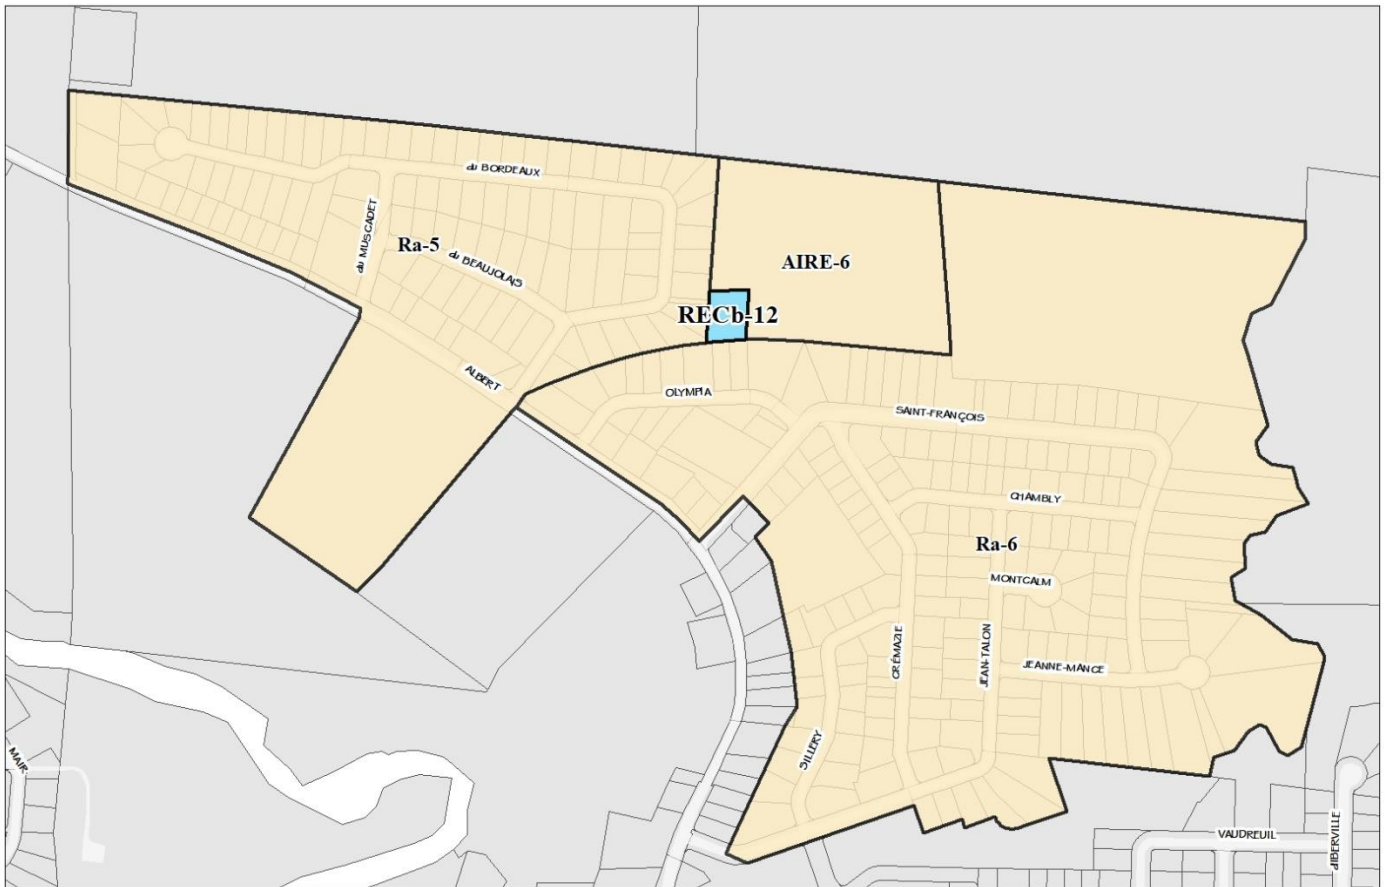 du BORDEAUX
du MUSCADET
Ra-5
du BEAUJOLAIS
AIRE-6
RECb-12
ALBERT
OLYMPIA
SAINT-FRANÇOIS
CHAMBLY
Ra-6
MONTCALM
CRÉMAZIE
JEAN-TALON
JEANNE-MANCE
SILLERY
MAIR
VAUDREUIL
d'IBERVILLE